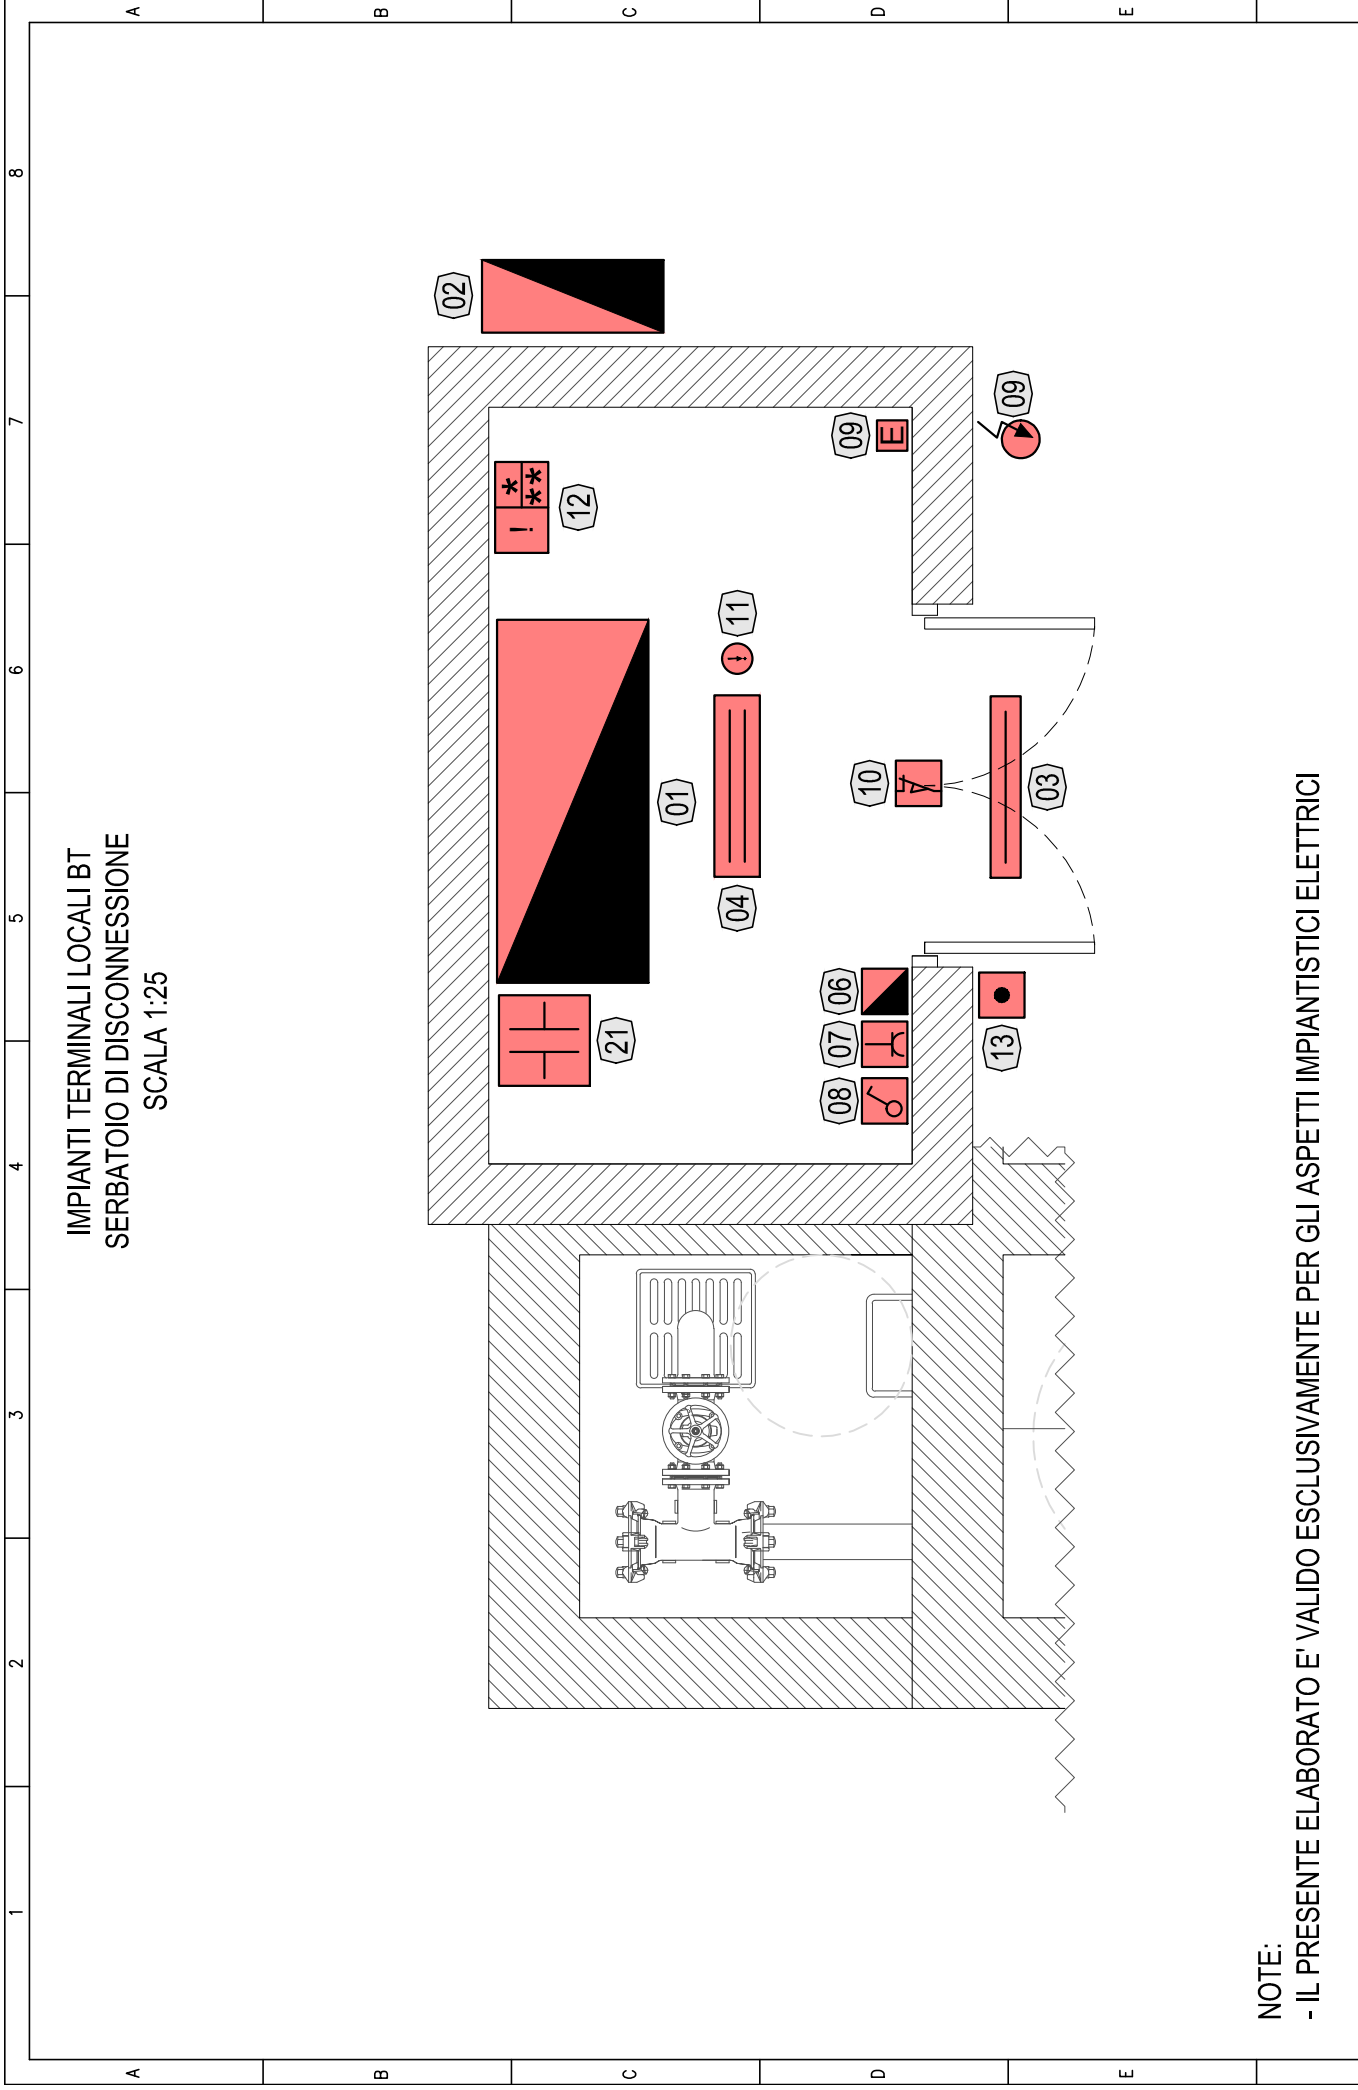 IMPIANTI TERMINALI LOCALI BT
SERBATOIO DI DISCONNESSIONE
SCALA 1:25
1 2 3 4 5 6 7 8
A
B
C
D
E
A
B
C
D
E
02
12
21
01
11
04
09
10
06
07
08
09
03
13
! * **
E
NOTE:
- IL PRESENTE ELABORATO E' VALIDO ESCLUSIVAMENTE PER GLI ASPETTI IMPIANTISTICI ELETTRICI